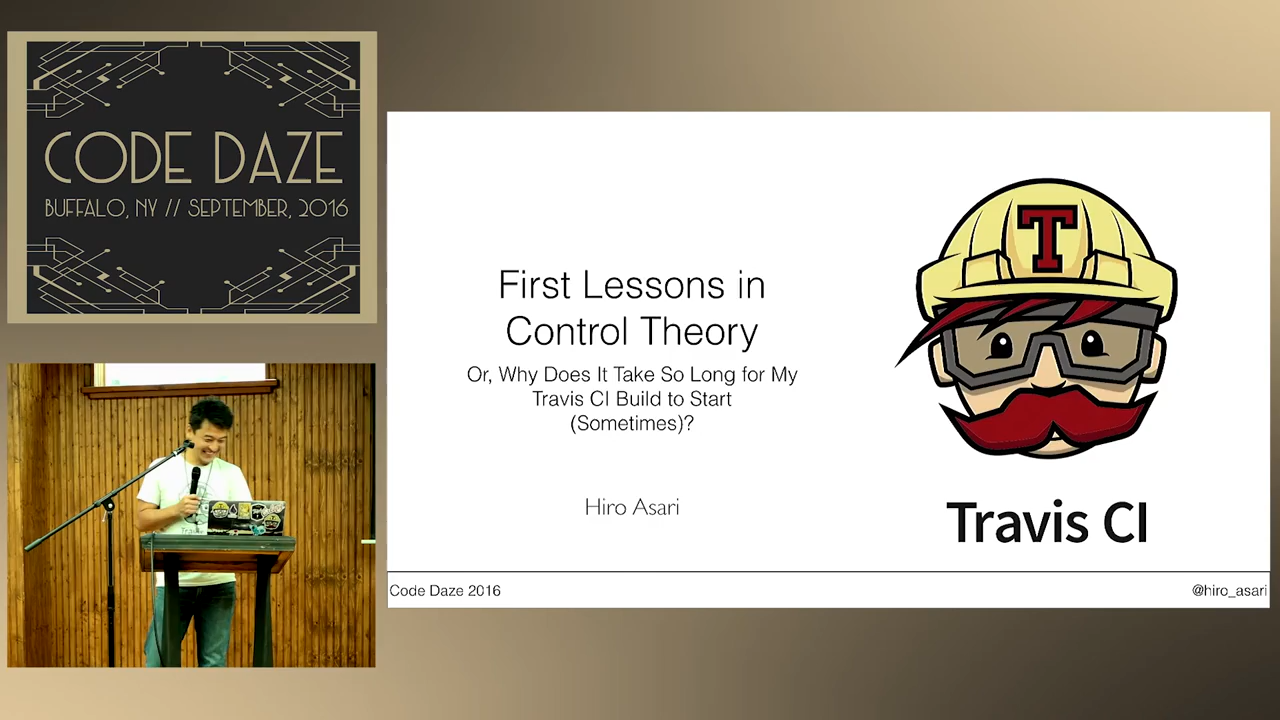 CODE DAZE
BUFFALO, NY // SEPTEMBER, 2016
First Lessons in
Control Theory
Or, Why Does It Take So Long for My
Travis CI Build to Start
(Sometimes)?
Hiro Asari
T
Travis CI
Code Daze 2016
@hiro_asari